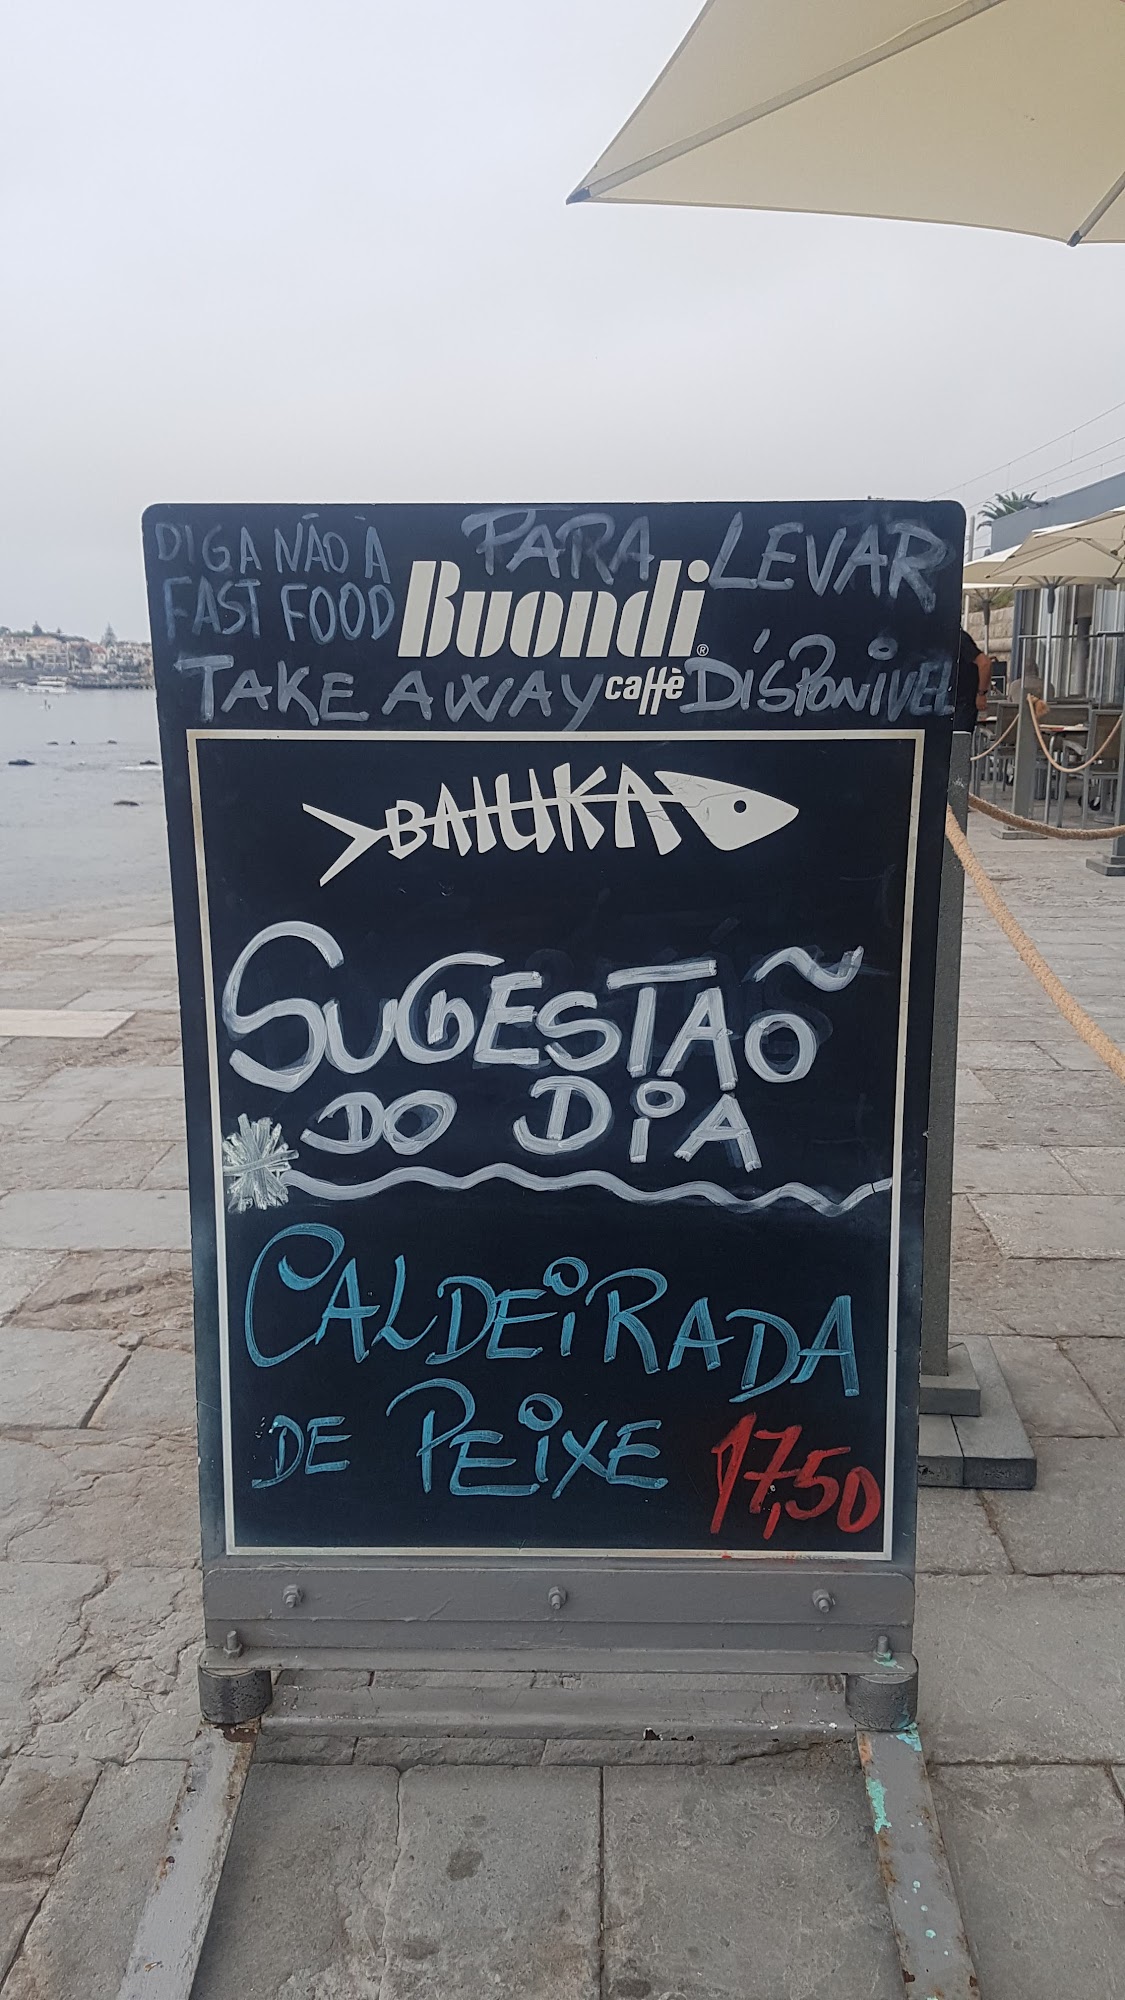 DIGA NÃO À
FAST FOOD
PARA LEVAR
Buondi®
caffè
TAKE AWAY DISPONIVEL
BAIUKA
SUGESTÃO
DO DIA
CALDEIRADA
DE PEIXE 17,50